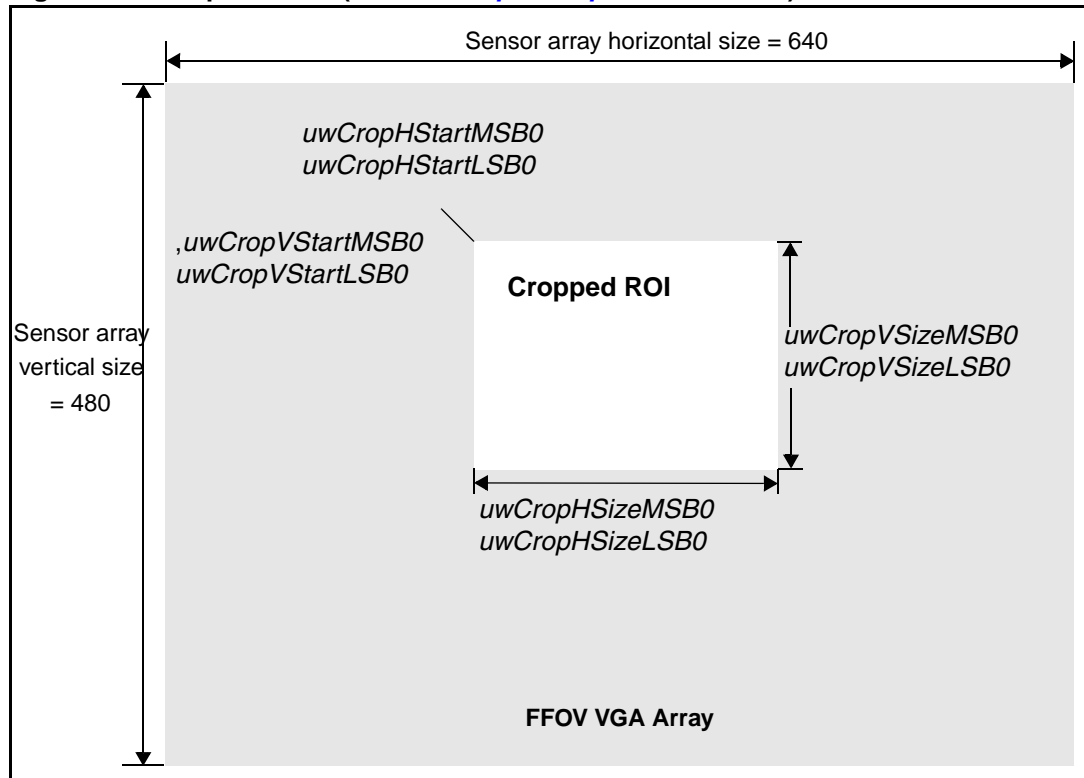 Sensor array horizontal size = 640
uwCropHStartMSB0
uwCropHStartLSB0
,uwCropVStartMSB0
uwCropVStartLSB0
Cropped ROI
Sensor array
vertical size
= 480
uwCropVSizeMSB0
uwCropVSizeLSB0
uwCropHSizeMSB0
uwCropHSizeLSB0
FFOV VGA Array